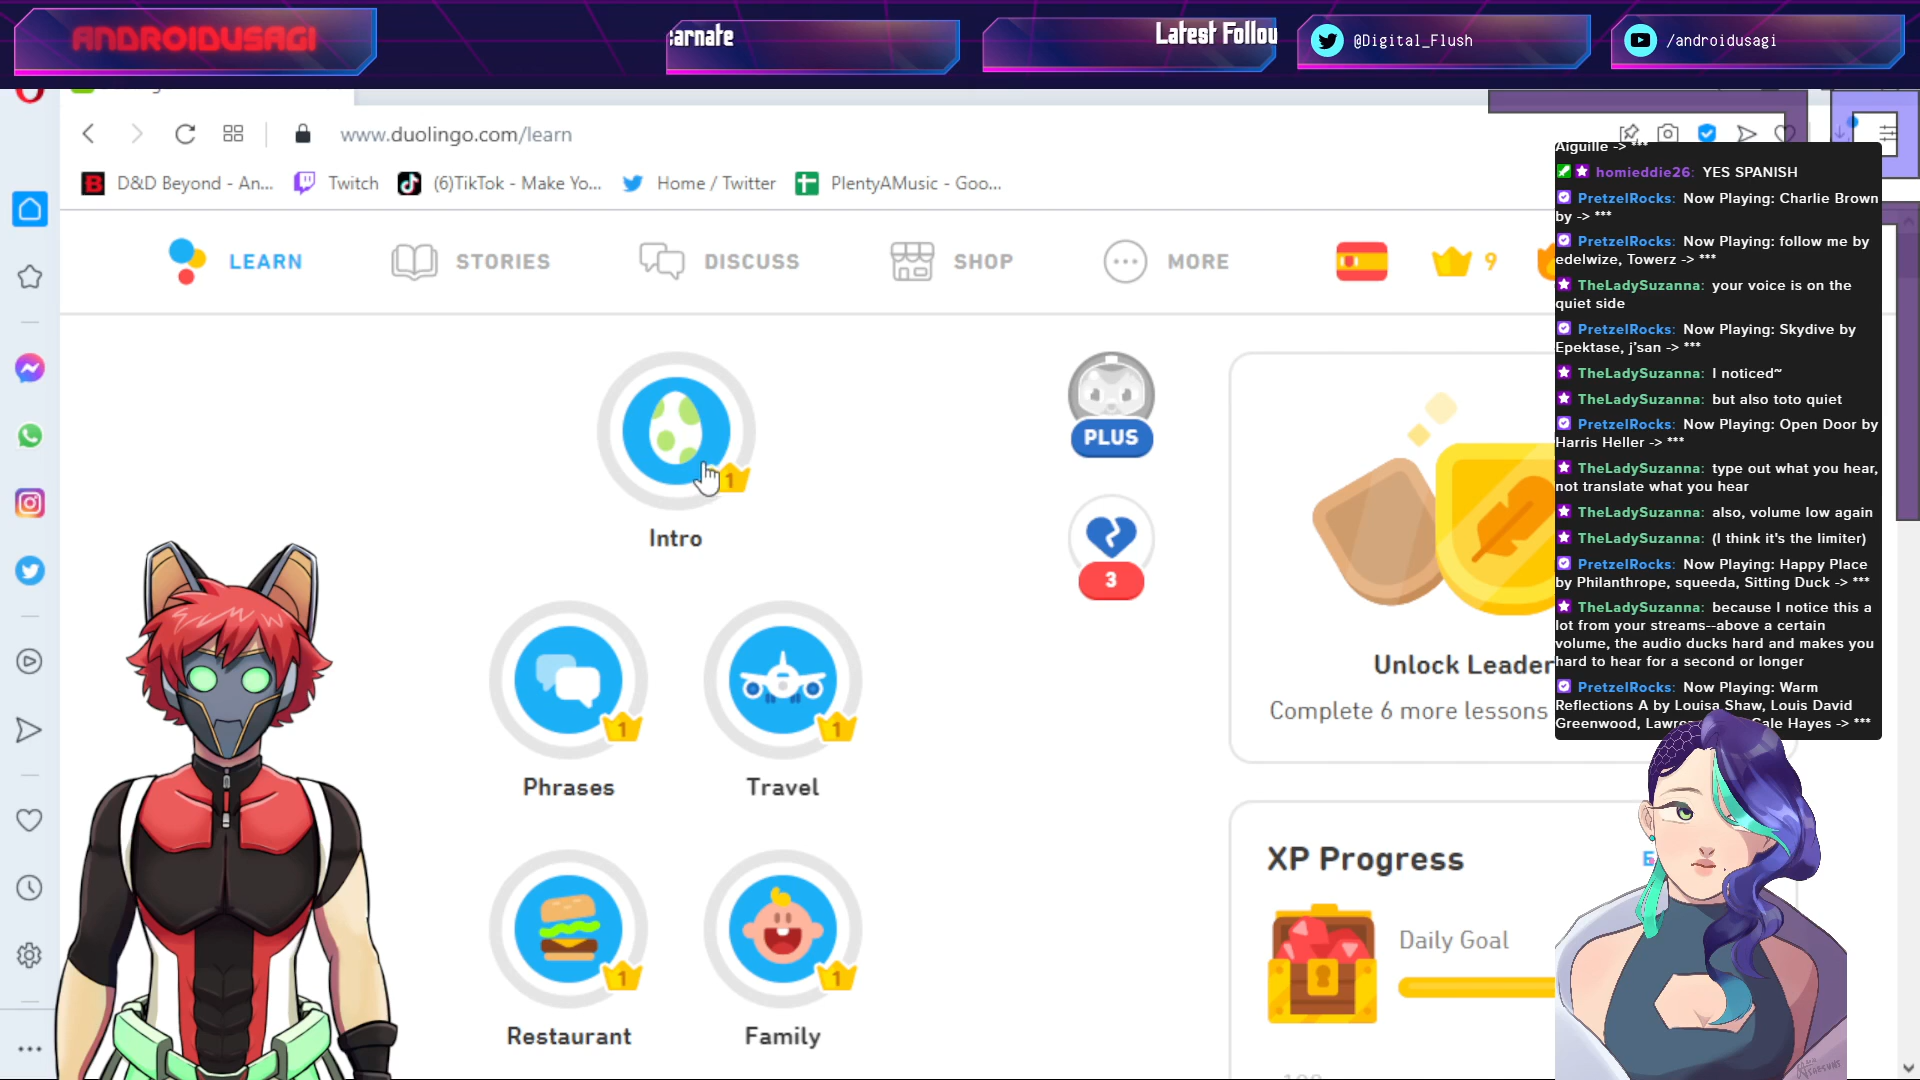 ANDROIDUSAGI
carnate
Latest Follow
@Digital_Flush
/androidusagi
www.duolingo.com/learn
D&D Beyond - An...
Twitch
(6)TikTok - Make Yo...
Home / Twitter
PlentyAMusic - Goo...
LEARN
STORIES
DISCUSS
SHOP
MORE
9
1
Intro
PLUS
3
1
Phrases
1
Travel
1
Restaurant
1
Family
Unlock Leader
Complete 6 more lessons
XP Progress
Daily Goal
Aiguille -> ***
homieddie26: YES SPANISH
PretzelRocks: Now Playing: Charlie Brown
by -> ***
PretzelRocks: Now Playing: follow me by
edelwize, Towerz -> ***
TheLadySuzanna: your voice is on the
quiet side
PretzelRocks: Now Playing: Skydive by
Epektase, j'san -> ***
TheLadySuzanna: I noticed~
TheLadySuzanna: but also toto quiet
PretzelRocks: Now Playing: Open Door by
Harris Heller -> ***
TheLadySuzanna: type out what you hear,
not translate what you hear
TheLadySuzanna: also, volume low again
TheLadySuzanna: (I think it's the limiter)
PretzelRocks: Now Playing: Happy Place
by Philanthrope, squeeda, Sitting Duck -> ***
TheLadySuzanna: because I notice this a
lot from your streams--above a certain
volume, the audio ducks hard and makes you
hard to hear for a second or longer
PretzelRocks: Now Playing: Warm
Reflections A by Louisa Shaw, Louis David
Greenwood, Gale Hayes -> ***